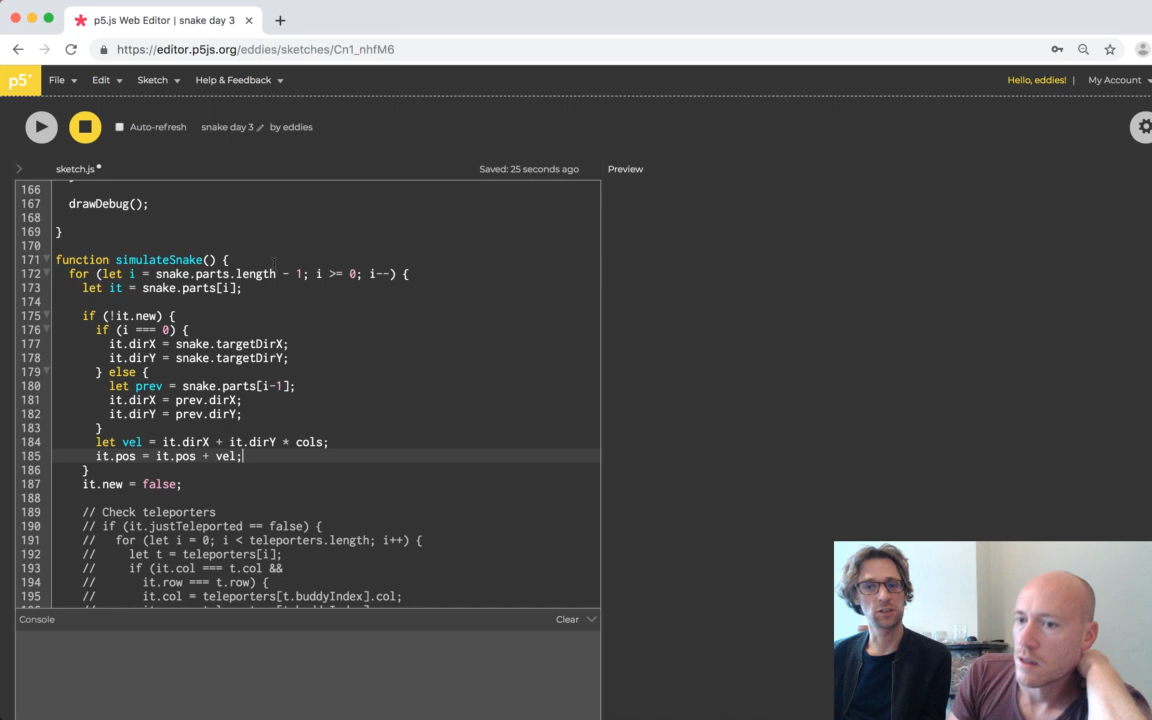 p5.js Web Editor | snake day 3
https://editor.p5js.org/eddies/sketches/Cn1_nhfM6
p5* File Edit Sketch Help & Feedback Hello, eddies! | My Account
Auto-refresh snake day 3 by eddies
sketch.js Saved: 25 seconds ago Preview
166
167 drawDebug();
168
169 }
170
171 function simulateSnake() {
172 for (let i = snake.parts.length - 1; i >= 0; i--) {
173 let it = snake.parts[i];
174
175 if (!it.new) {
176 if (i === 0) {
177 it.dirX = snake.targetDirX;
178 it.dirY = snake.targetDirY;
179 } else {
180 let prev = snake.parts[i-1];
181 it.dirX = prev.dirX;
182 it.dirY = prev.dirY;
183 }
184 let vel = it.dirX + it.dirY * cols;
185 it.pos = it.pos + vel;
186 }
187 it.new = false;
188
189 // Check teleporters
190 // if (it.justTeleported == false) {
191 // for (let i = 0; i < teleporters.length; i++) {
192 // let t = teleporters[i];
193 // if (it.col === t.col &&
194 // it.row === t.row) {
195 // it.col = teleporters[t.buddyIndex].col;
Console Clear